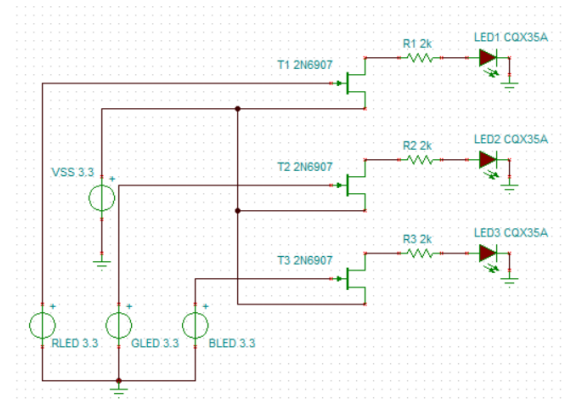 LED1 CQX35A
R1 2k
T1 2N6907
+
LED2 CQX35A
R2 2k
T2 2N6907
VSS 3.3
+
LED3 CQX35A
R3 2k
T3 2N6907
+
+
+
RLED 3.3
GLED 3.3
BLED 3.3